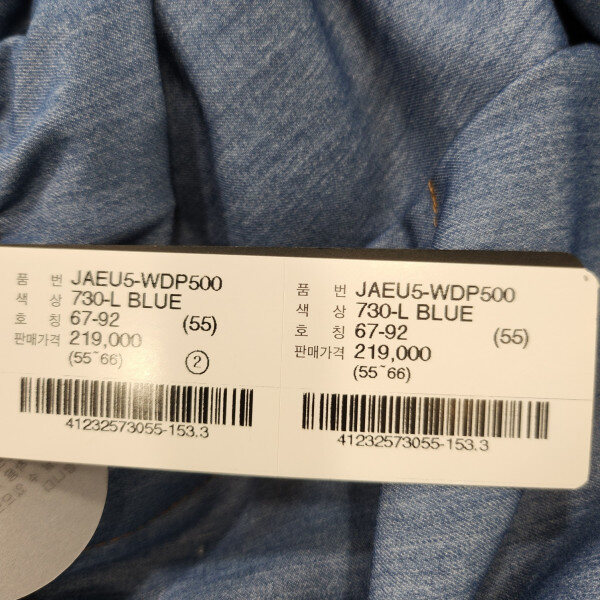 품 번 JAEU5-WDP500
색 상 730-L BLUE
호 칭 67-92 (55)
판매가격 219,000
(55~66) ②
41232573055-153.3
품 번 JAEU5-WDP500
색 상 730-L BLUE
호 칭 67-92 (55)
판매가격 219,000
(55~66)
41232573055-153.3